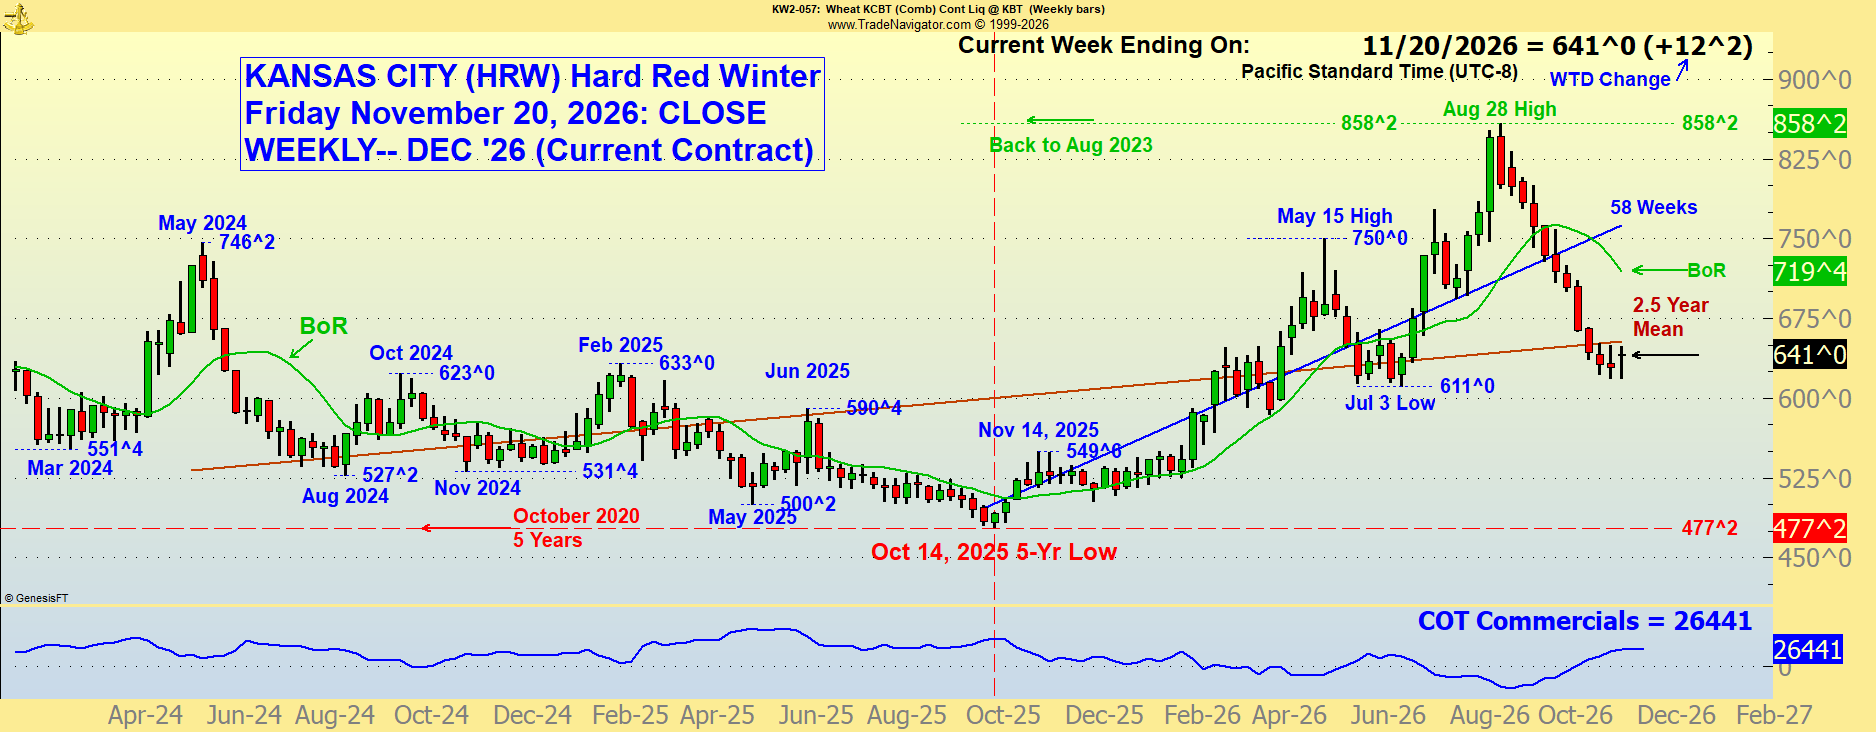 KW2-057:  Wheat KCBT (Comb) Cont Liq @ KBT  (Weekly bars)
www.TradeNavigator.com © 1999-2026
Current Week Ending On:
11/20/2026 = 641^0 (+12^2)
Pacific Standard Time (UTC-8)
WTD Change
KANSAS CITY (HRW) Hard Red Winter
Friday November 20, 2026: CLOSE
WEEKLY-- DEC '26 (Current Contract)
Aug 28 High
858^2
858^2
Back to Aug 2023
May 2024
746^2
May 15 High
750^0
58 Weeks
BoR
2.5 Year
Mean
BoR
Oct 2024
623^0
Feb 2025
633^0
Jun 2025
590^4
611^0
Jul 3 Low
Nov 14, 2025
549^6
551^4
Mar 2024
527^2
Aug 2024
531^4
Nov 2024
500^2
May 2025
October 2020
5 Years
477^2
Oct 14, 2025 5-Yr Low
© GenesisFT
900^0
858^2
825^0
750^0
719^4
675^0
641^0
600^0
525^0
477^2
450^0
COT Commercials = 26441
26441
0
Apr-24
Jun-24
Aug-24
Oct-24
Dec-24
Feb-25
Apr-25
Jun-25
Aug-25
Oct-25
Dec-25
Feb-26
Apr-26
Jun-26
Aug-26
Oct-26
Dec-26
Feb-27